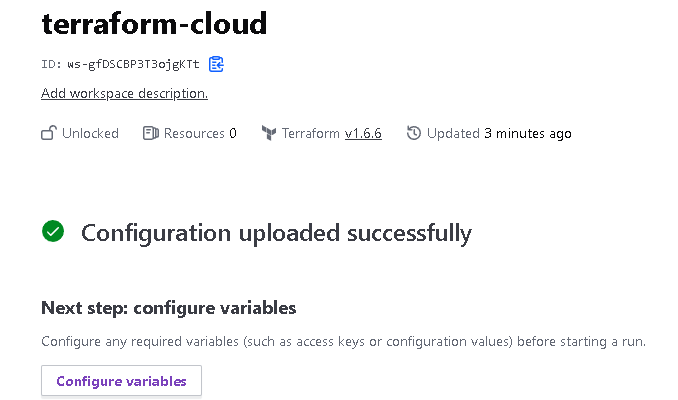 terraform-cloud
ID: ws-gfDSCBP3T3ojgKTt
Add workspace description.
Unlocked Resources 0 Terraform v1.6.6 Updated 3 minutes ago
Configuration uploaded successfully
Next step: configure variables
Configure any required variables (such as access keys or configuration values) before starting a run.
Configure variables